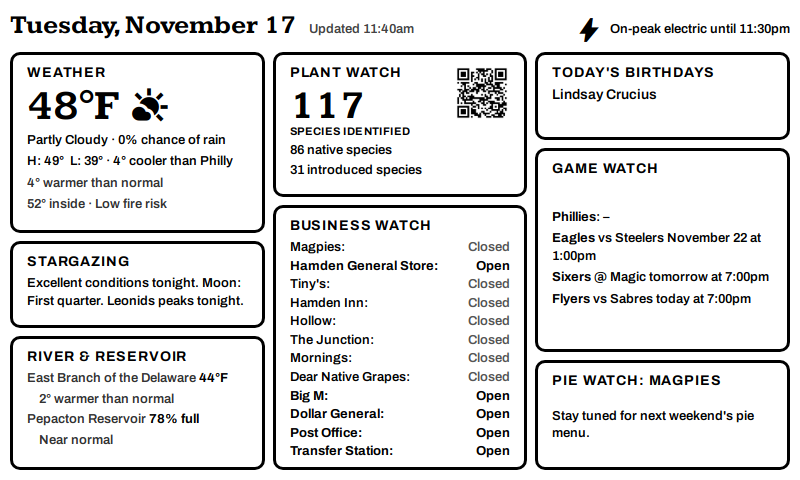 Tuesday, November 17 Updated 11:40am
On-peak electric until 11:30pm
WEATHER
48°F
Partly Cloudy · 0% chance of rain
H: 49° L: 39° · 4° cooler than Philly
4° warmer than normal
52° inside · Low fire risk
STARGAZING
Excellent conditions tonight. Moon:
First quarter. Leonids peaks tonight.
RIVER & RESERVOIR
East Branch of the Delaware 44°F
2° warmer than normal
Pepacton Reservoir 78% full
Near normal
PLANT WATCH
117
SPECIES IDENTIFIED
86 native species
31 introduced species
BUSINESS WATCH
Magpies: Closed
Hamden General Store: Open
Tiny's: Closed
Hamden Inn: Closed
Hollow: Closed
The Junction: Closed
Mornings: Closed
Dear Native Grapes: Closed
Big M: Open
Dollar General: Open
Post Office: Open
Transfer Station: Open
TODAY'S BIRTHDAYS
Lindsay Crucius
GAME WATCH
Phillies: –
Eagles vs Steelers November 22 at
1:00pm
Sixers @ Magic tomorrow at 7:00pm
Flyers vs Sabres today at 7:00pm
PIE WATCH: MAGPIES
Stay tuned for next weekend's pie
menu.